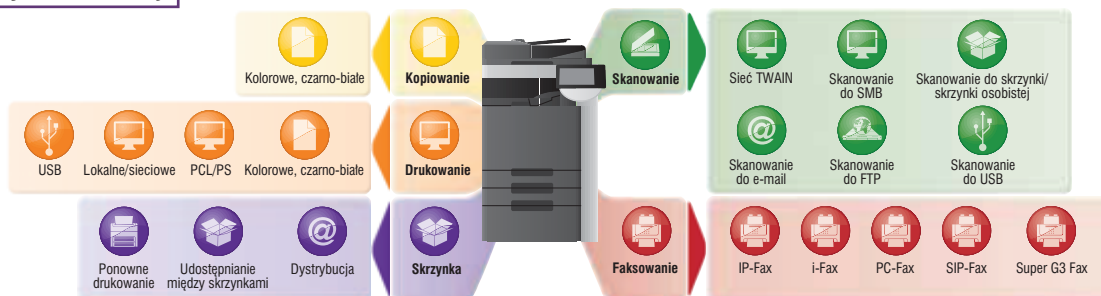 Kolorowe, czarno-białe
Kopiowanie
Skanowanie
Sieć TWAIN
Skanowanie
do SMB
Skanowanie do skrzynki/
skrzynki osobistej
USB
Lokalne/sieciowe
PCL/PS
Kolorowe, czarno-białe
Drukowanie
Skanowanie
do e-mail
Skanowanie
do FTP
Skanowanie
do USB
Ponowne
drukowanie
Udostępnianie
między skrzynkami
Dystrybucja
Skrzynka
Faksowanie
IP-Fax
i-Fax
PC-Fax
SIP-Fax
Super G3 Fax